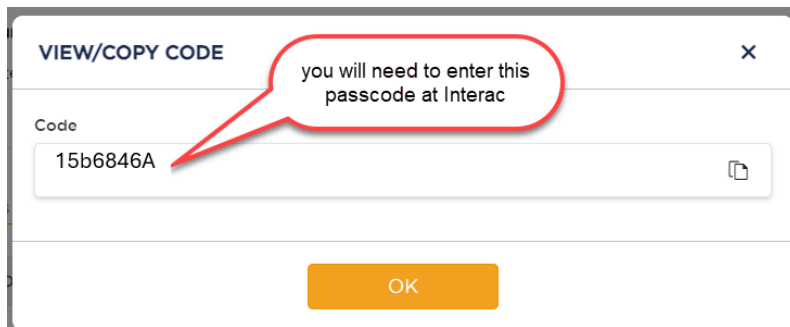 VIEW/COPY CODE
you will need to enter this
passcode at Interac
Code
15b6846A
OK